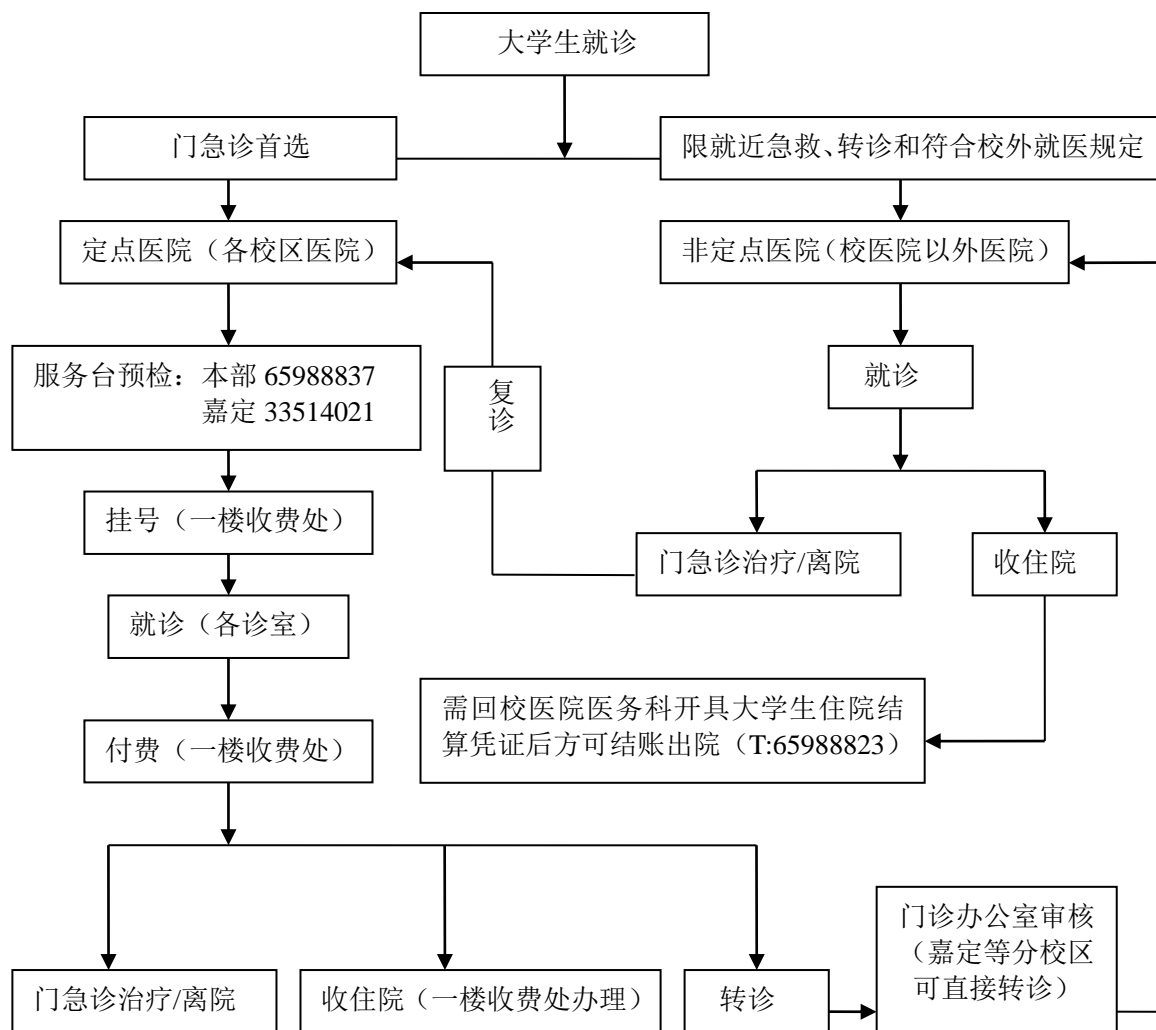 大学生就诊
门急诊首选
限就近急救、转诊和符合校外就医规定
定点医院（各校区医院）
非定点医院（校医院以外医院）
服务台预检：本部 65988837
嘉定 33514021
复
诊
就诊
挂号（一楼收费处）
门急诊治疗/离院
收住院
就诊（各诊室）
需回校医院医务科开具大学生住院结
算凭证后方可结账出院（T:65988823）
付费（一楼收费处）
门急诊治疗/离院
收住院（一楼收费处办理）
转诊
门诊办公室审核
（嘉定等分校区
可直接转诊）